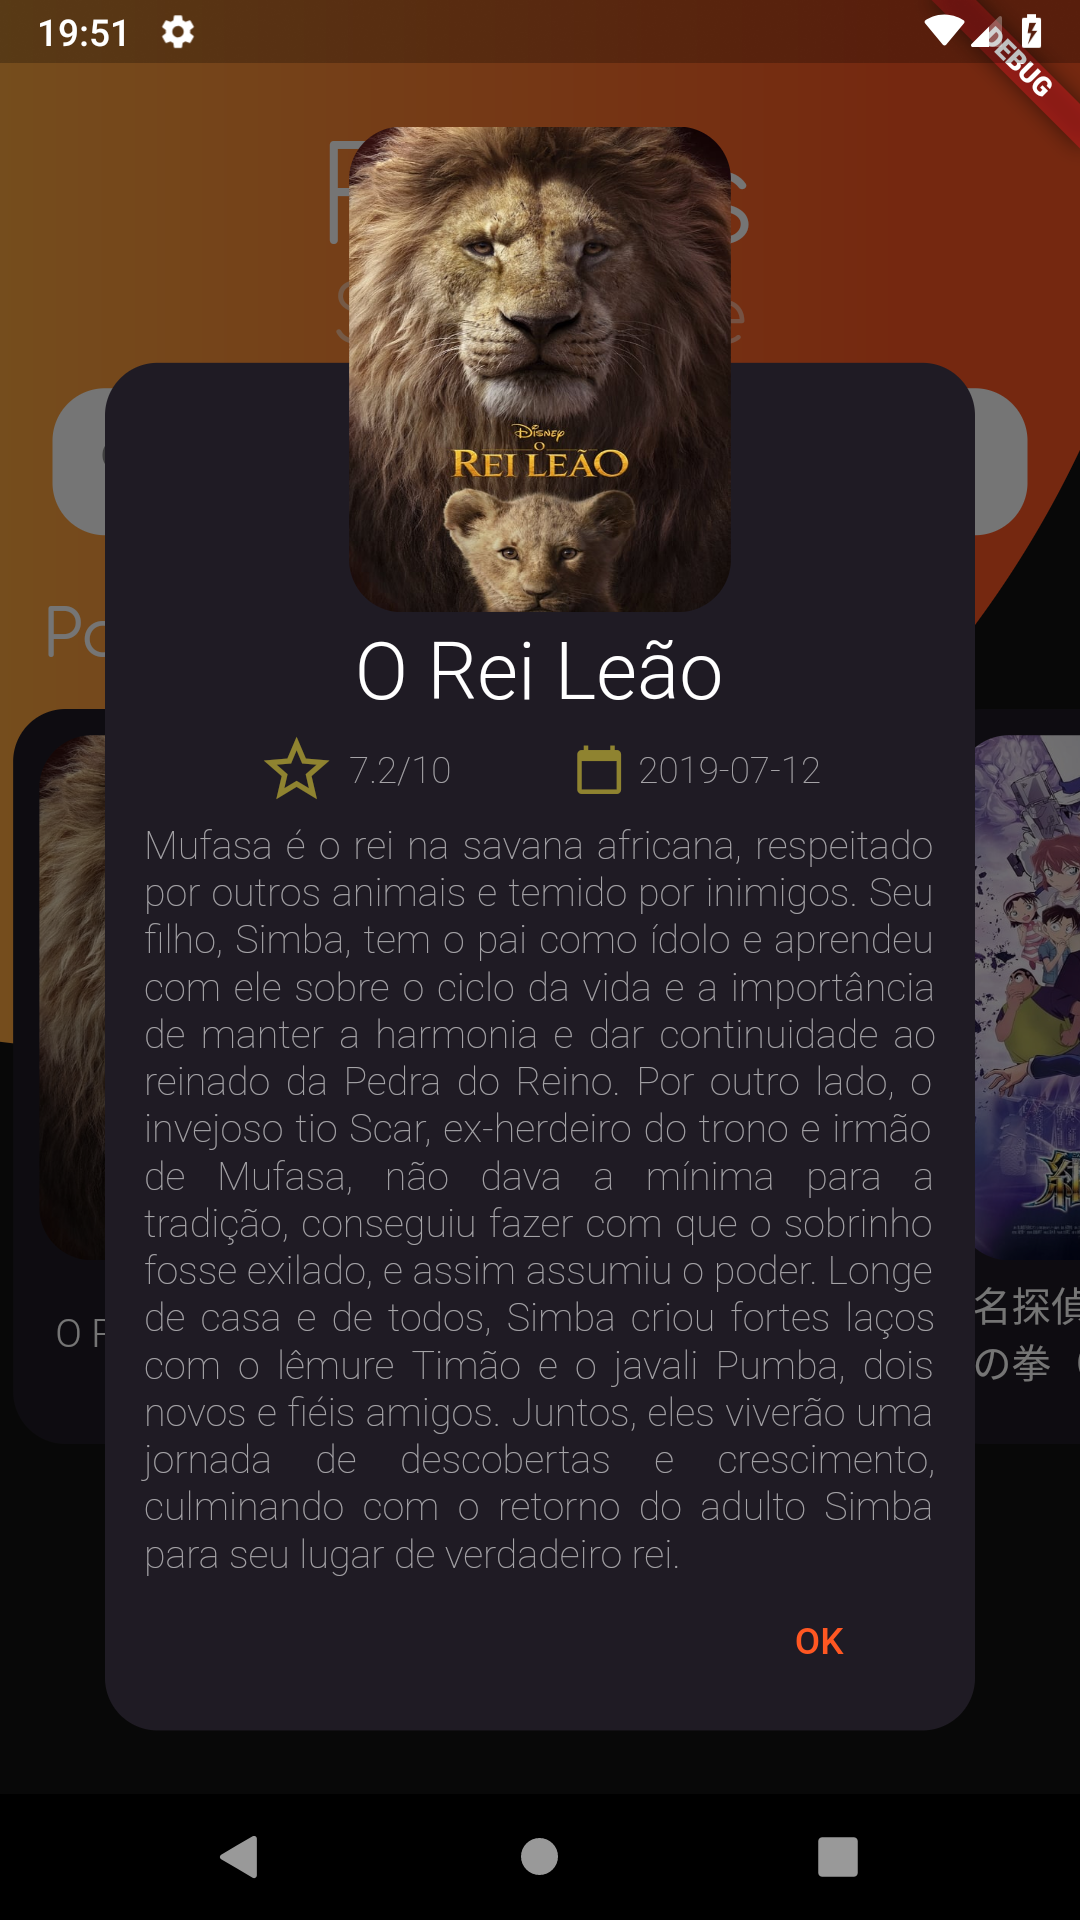 19:51
DEBUG
Disney
O
REI LEÃO
Po
O Rei Leão
7.2/10 2019-07-12
Mufasa é o rei na savana africana, respeitado
por outros animais e temido por inimigos. Seu
filho, Simba, tem o pai como ídolo e aprendeu
com ele sobre o ciclo da vida e a importância
de manter a harmonia e dar continuidade ao
reinado da Pedra do Reino. Por outro lado, o
invejoso tio Scar, ex-herdeiro do trono e irmão
de Mufasa, não dava a mínima para a
tradição, conseguiu fazer com que o sobrinho
fosse exilado, e assim assumiu o poder. Longe
de casa e de todos, Simba criou fortes laços
com o lêmure Timão e o javali Pumba, dois
novos e fiéis amigos. Juntos, eles viverão uma
jornada de descobertas e crescimento,
culminando com o retorno do adulto Simba
para seu lugar de verdadeiro rei.
O
名探偵
の拳
OK